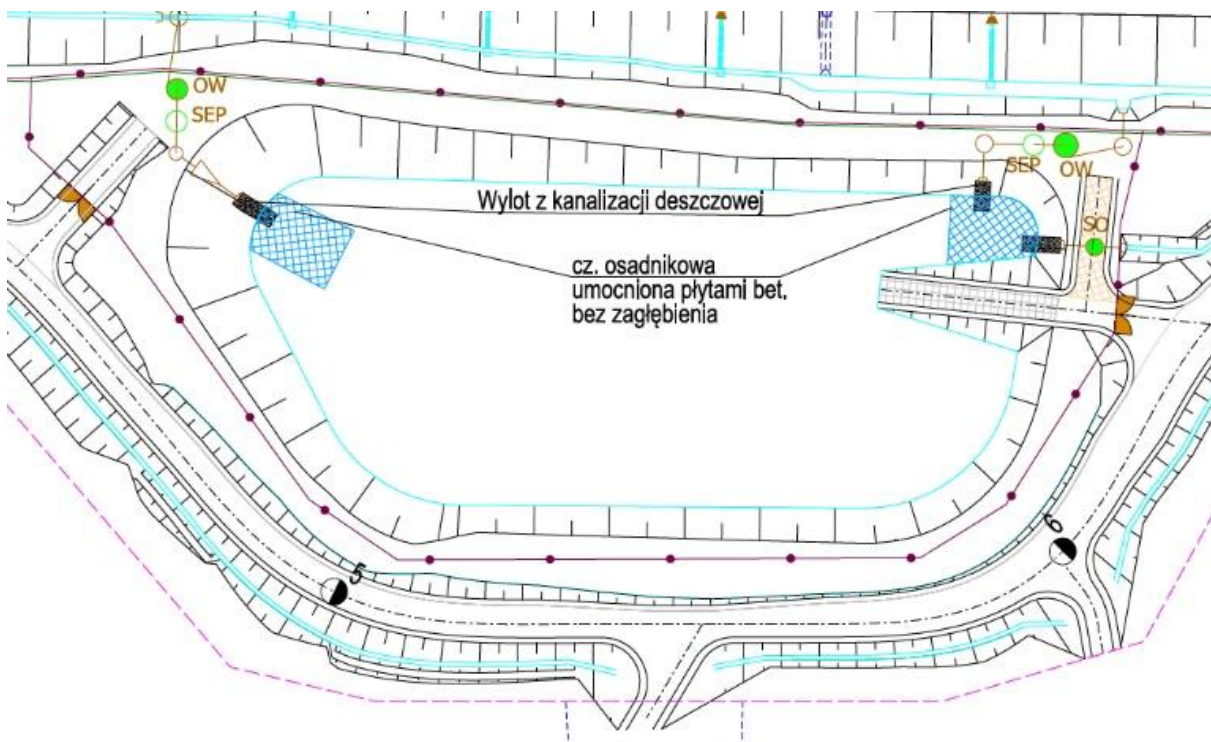 OW
SEP
SEP
OW
Wylot z kanalizacji deszczowej
SO
cz. osadnikowa
umocniona płytami bet.
bez zagłębienia
5
6